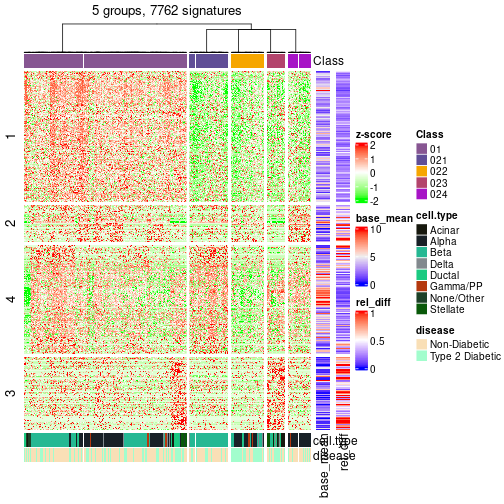 5 groups, 7762 signatures
Class
1
2
4
3
cell.type
disease
base_mean
rel_diff
z-score
2
1
0
-1
-2
base_mean
10
5
0
rel_diff
1
0.5
0
Class
01
021
022
023
024
cell.type
Acinar
Alpha
Beta
Delta
Ductal
Gamma/PP
None/Other
Stellate
disease
Non-Diabetic
Type 2 Diabetic